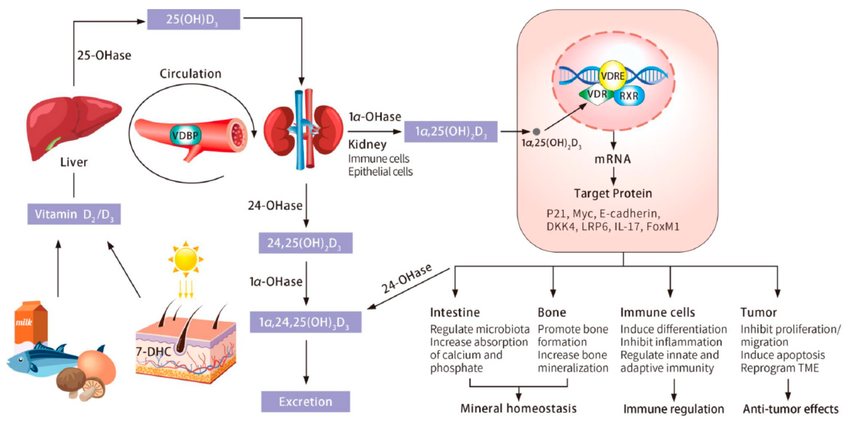 25(OH)D₃
25-OHase
Circulation
VDBP
Liver
Vitamin D₂/D₃
milk
7-DHC
1α-OHase
Kidney
Immune cells
Epithelial cells
24-OHase
24,25(OH)₂D₃
1α-OHase
1α,24,25(OH)₃D₃
Excretion
1α,25(OH)₂D₃
VDRE
VDR
RXR
1α,25(OH)₂D₃
mRNA
Target Protein
P21, Myc, E-cadherin,
DKK4, LRP6, IL-17, FoxM1
24-OHase
Intestine
Regulate microbiota
Increase absorption
of calcium and
phosphate
Bone
Promote bone
formation
Increase bone
mineralization
Mineral homeostasis
Immune cells
Induce differentiation
Inhibit inflammation
Regulate innate and
adaptive immunity
Immune regulation
Tumor
Inhibit proliferation/
migration
Induce apoptosis
Reprogram TME
Anti-tumor effects